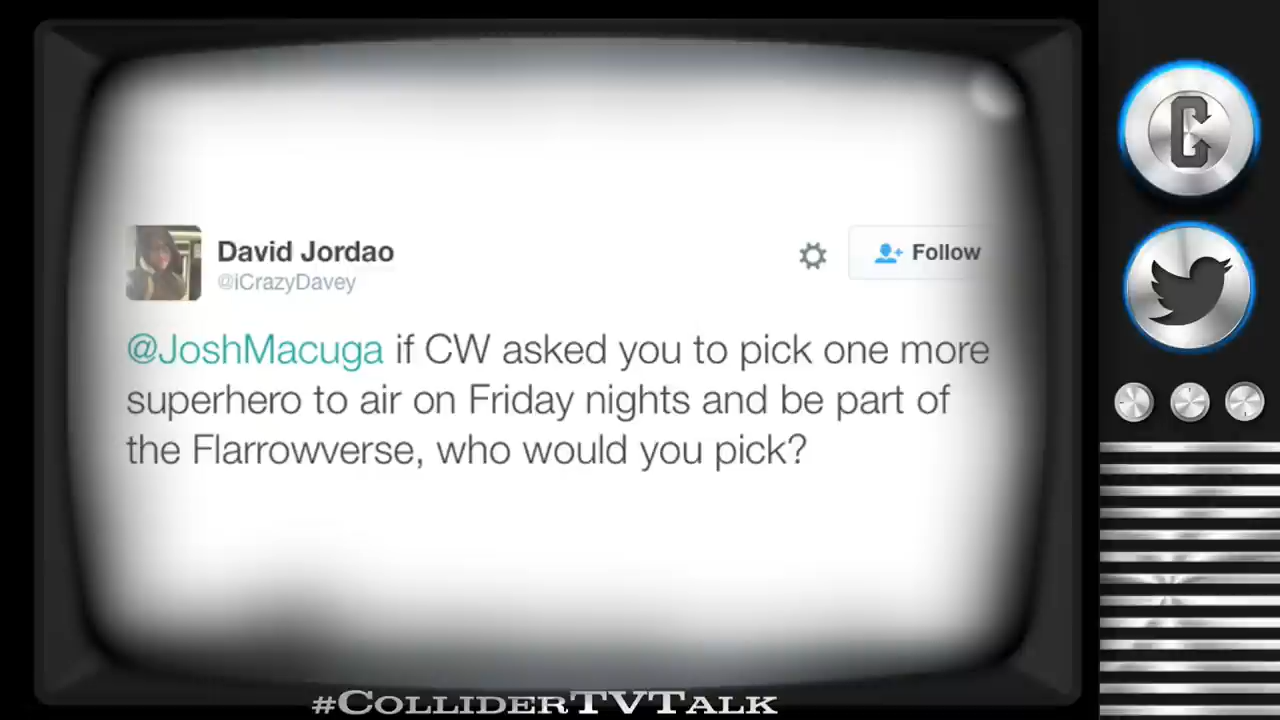 David Jordao
@iCrazyDavey
Follow
@JoshMacuga if CW asked you to pick one more
superhero to air on Friday nights and be part of
the Flarrowverse, who would you pick?
#COLLIDERTVTALK